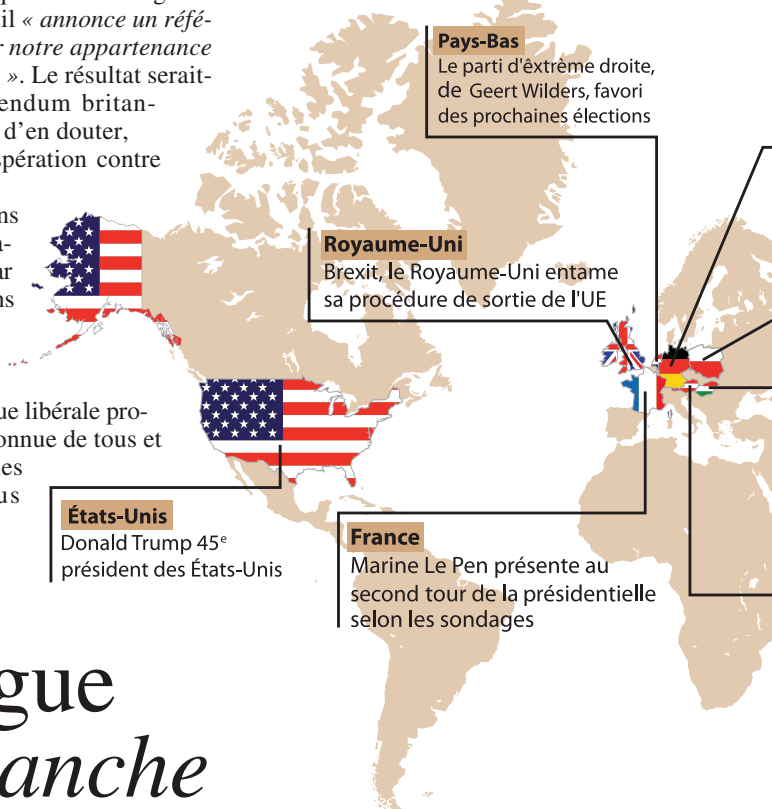 il « annonce un réfé-
notre appartenance
». Le résultat serait-
endum britan-
d’en douter,
contre
ue libérale pro-
onnue de tous et
les
Pays-Bas
Le parti d'êxtrème droite,
de Geert Wilders, favori
des prochaines élections
Royaume-Uni
Brexit, le Royaume-Uni entame
sa procédure de sortie de l'UE
États-Unis
Donald Trump 45e
président des États-Unis
France
Marine Le Pen présente au
second tour de la présidentielle
selon les sondages
gue
anche